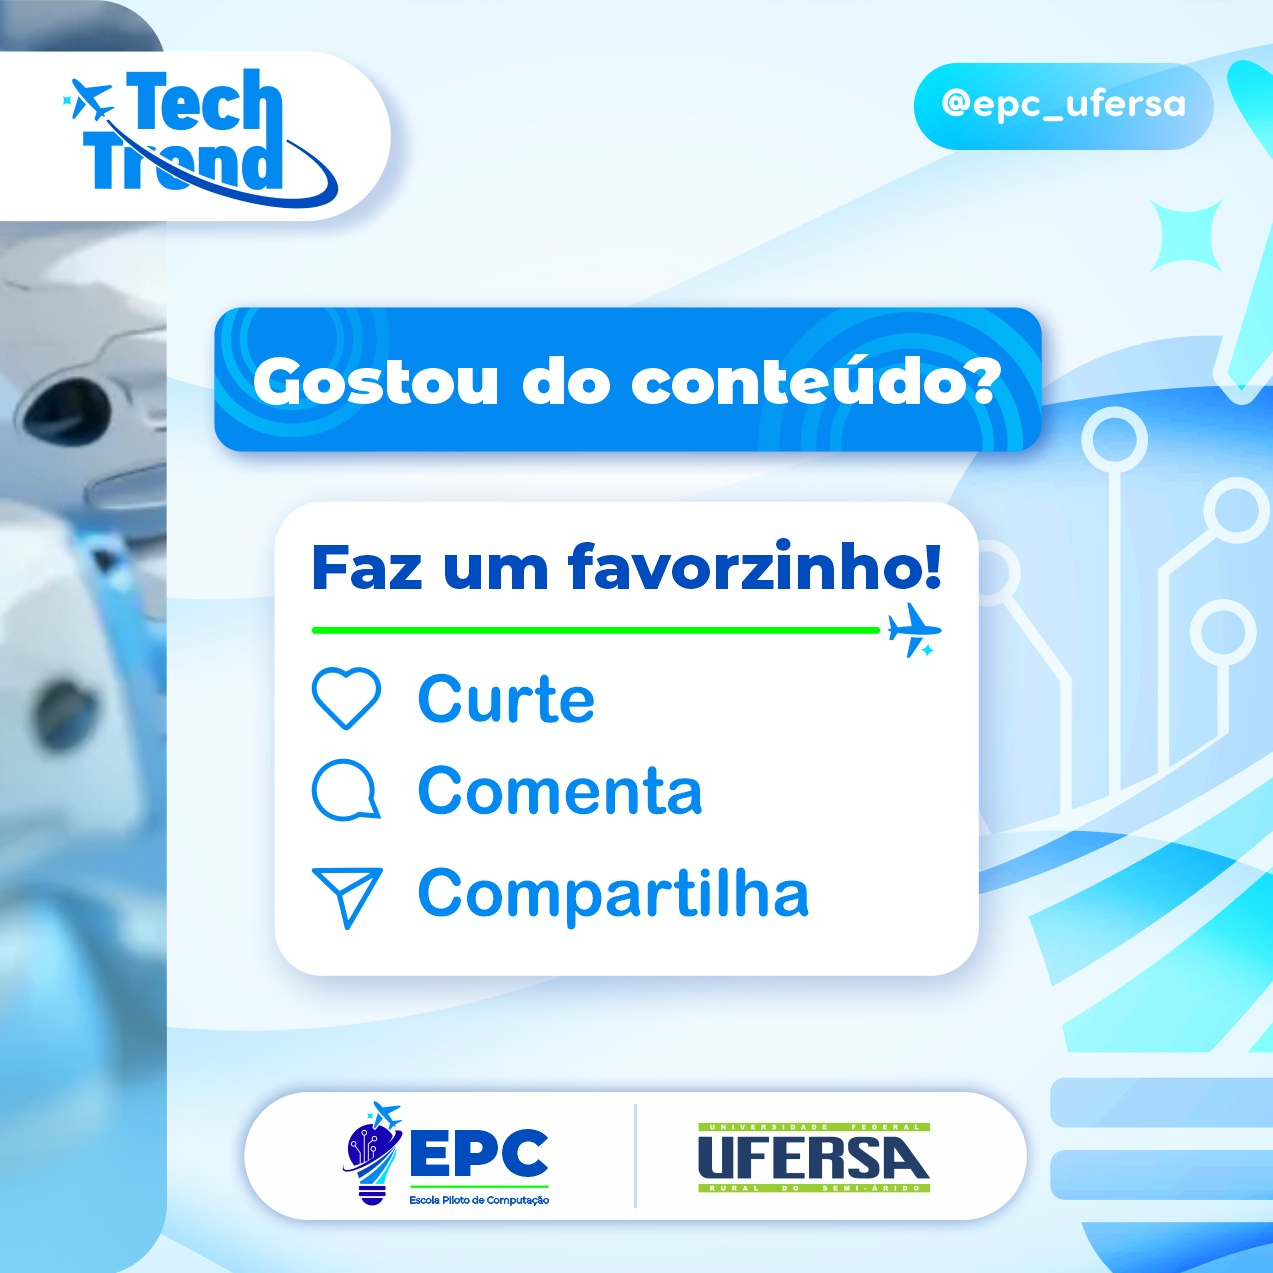 Tech
Trend
@epc_ufersa
Gostou do conteúdo?
Faz um favorzinho!
Curte
Comenta
Compartilha
EPC
Escola Piloto de Computação
UNIVERSIDADE FEDERAL
UFERSA
RURAL DO SEMI-ÁRIDO